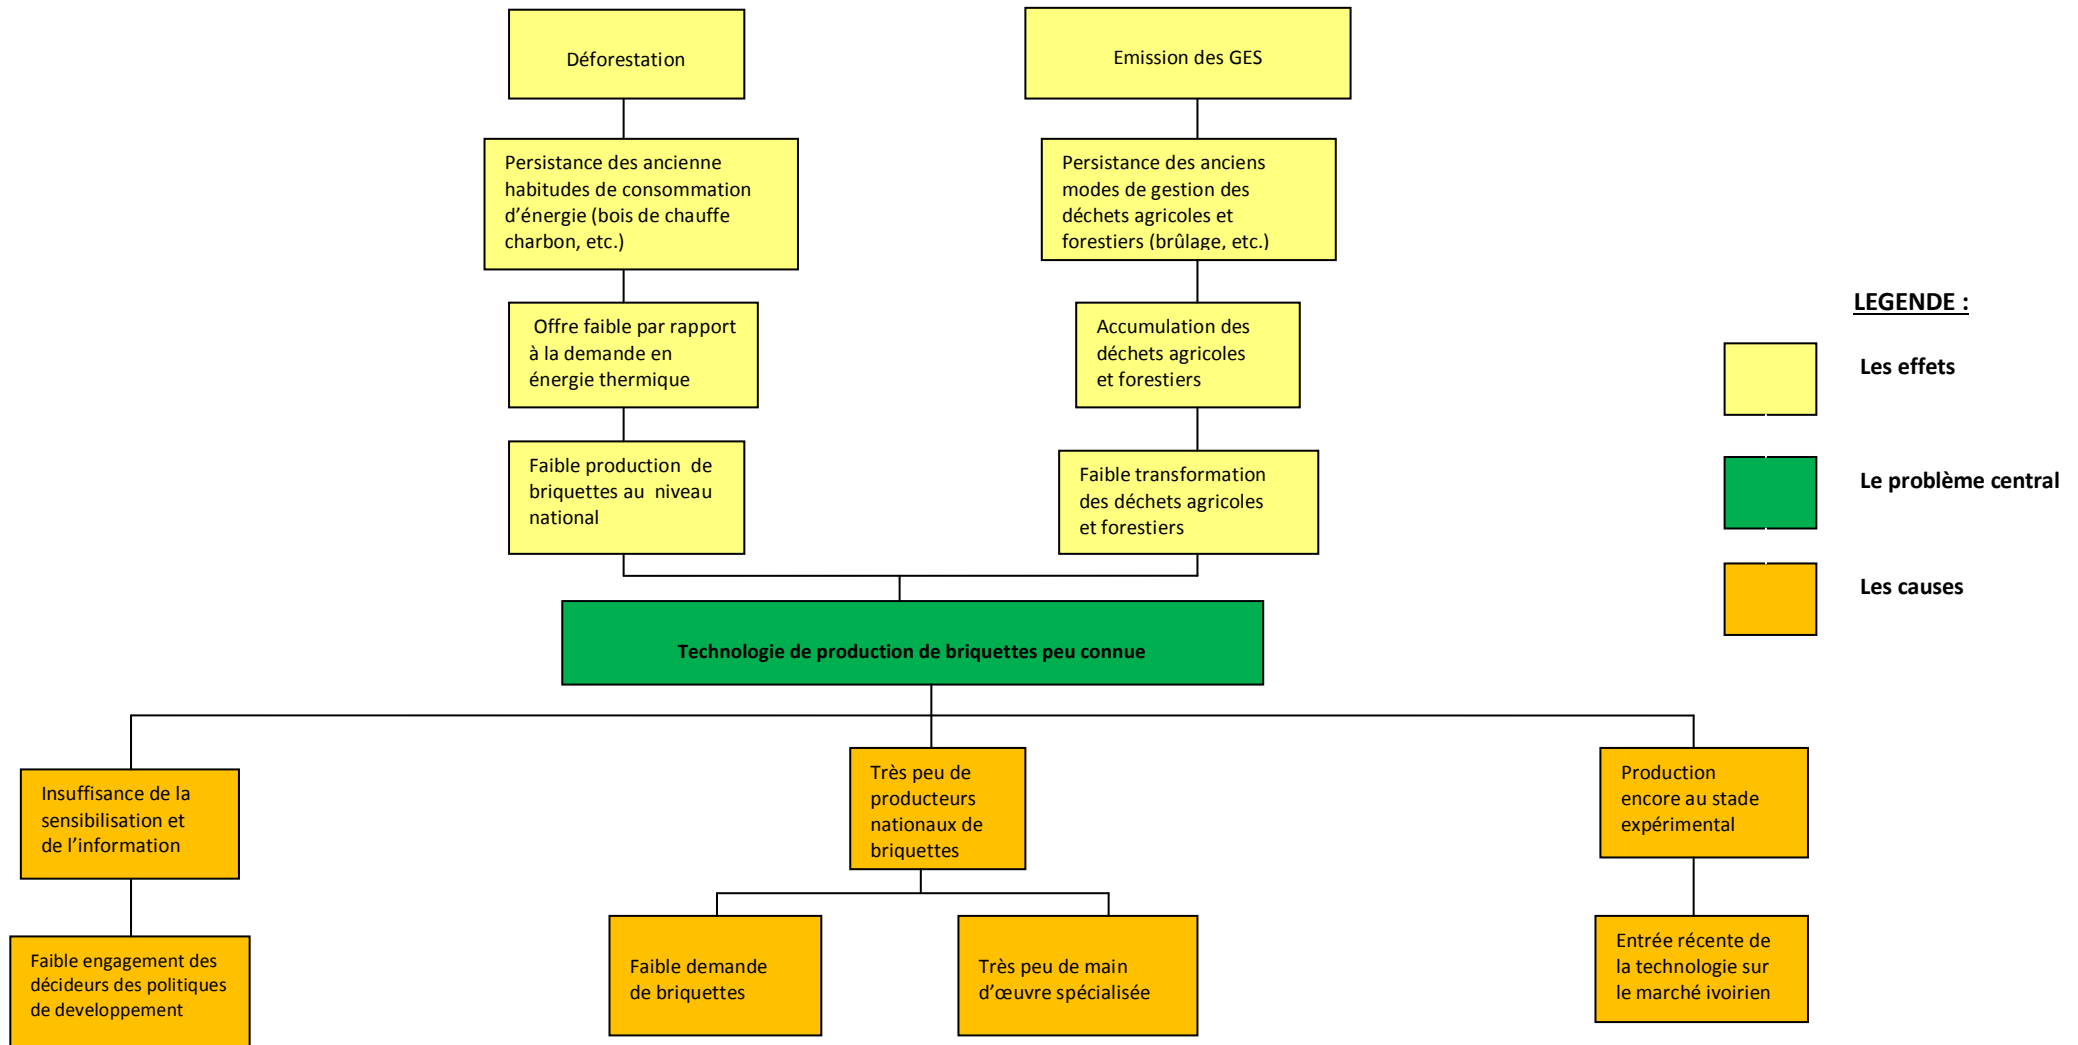 Déforestation
Emission des GES
Persistance des ancienne
habitudes de consommation
d’énergie (bois de chauffe
charbon, etc.)
Persistance des anciens
modes de gestion des
déchets agricoles et
forestiers (brûlage, etc.)
Offre faible par rapport
à la demande en
énergie thermique
Accumulation des
déchets agricoles
et forestiers
Faible production de
briquettes au niveau
national
Faible transformation
des déchets agricoles
et forestiers
LEGENDE :
Les effets
Le problème central
Les causes
Technologie de production de briquettes peu connue
Insuffisance de la
sensibilisation et
de l’information
Très peu de
producteurs
nationaux de
briquettes
Production
encore au stade
expérimental
Faible engagement des
décideurs des politiques
de developpement
Faible demande
de briquettes
Très peu de main
d’œuvre spécialisée
Entrée récente de
la technologie sur
le marché ivoirien